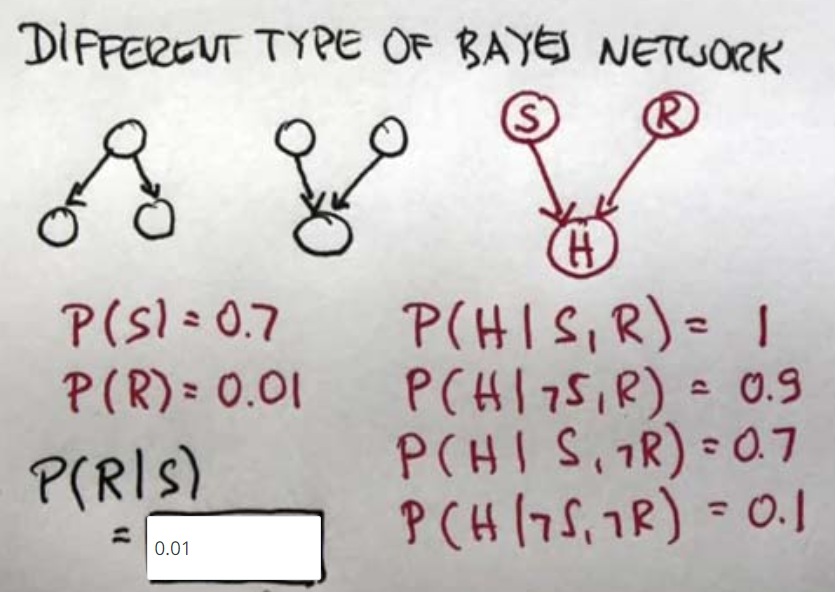 DIFFERENT TYPE OF BAYES NETWORK
S R
H
P(S) = 0.7
P(R) = 0.01
P(H | S, R) = 1
P(H | ¬S, R) = 0.9
P(H | S, ¬R) = 0.7
P(H | ¬S, ¬R) = 0.1
P(R|S)
= 0.01